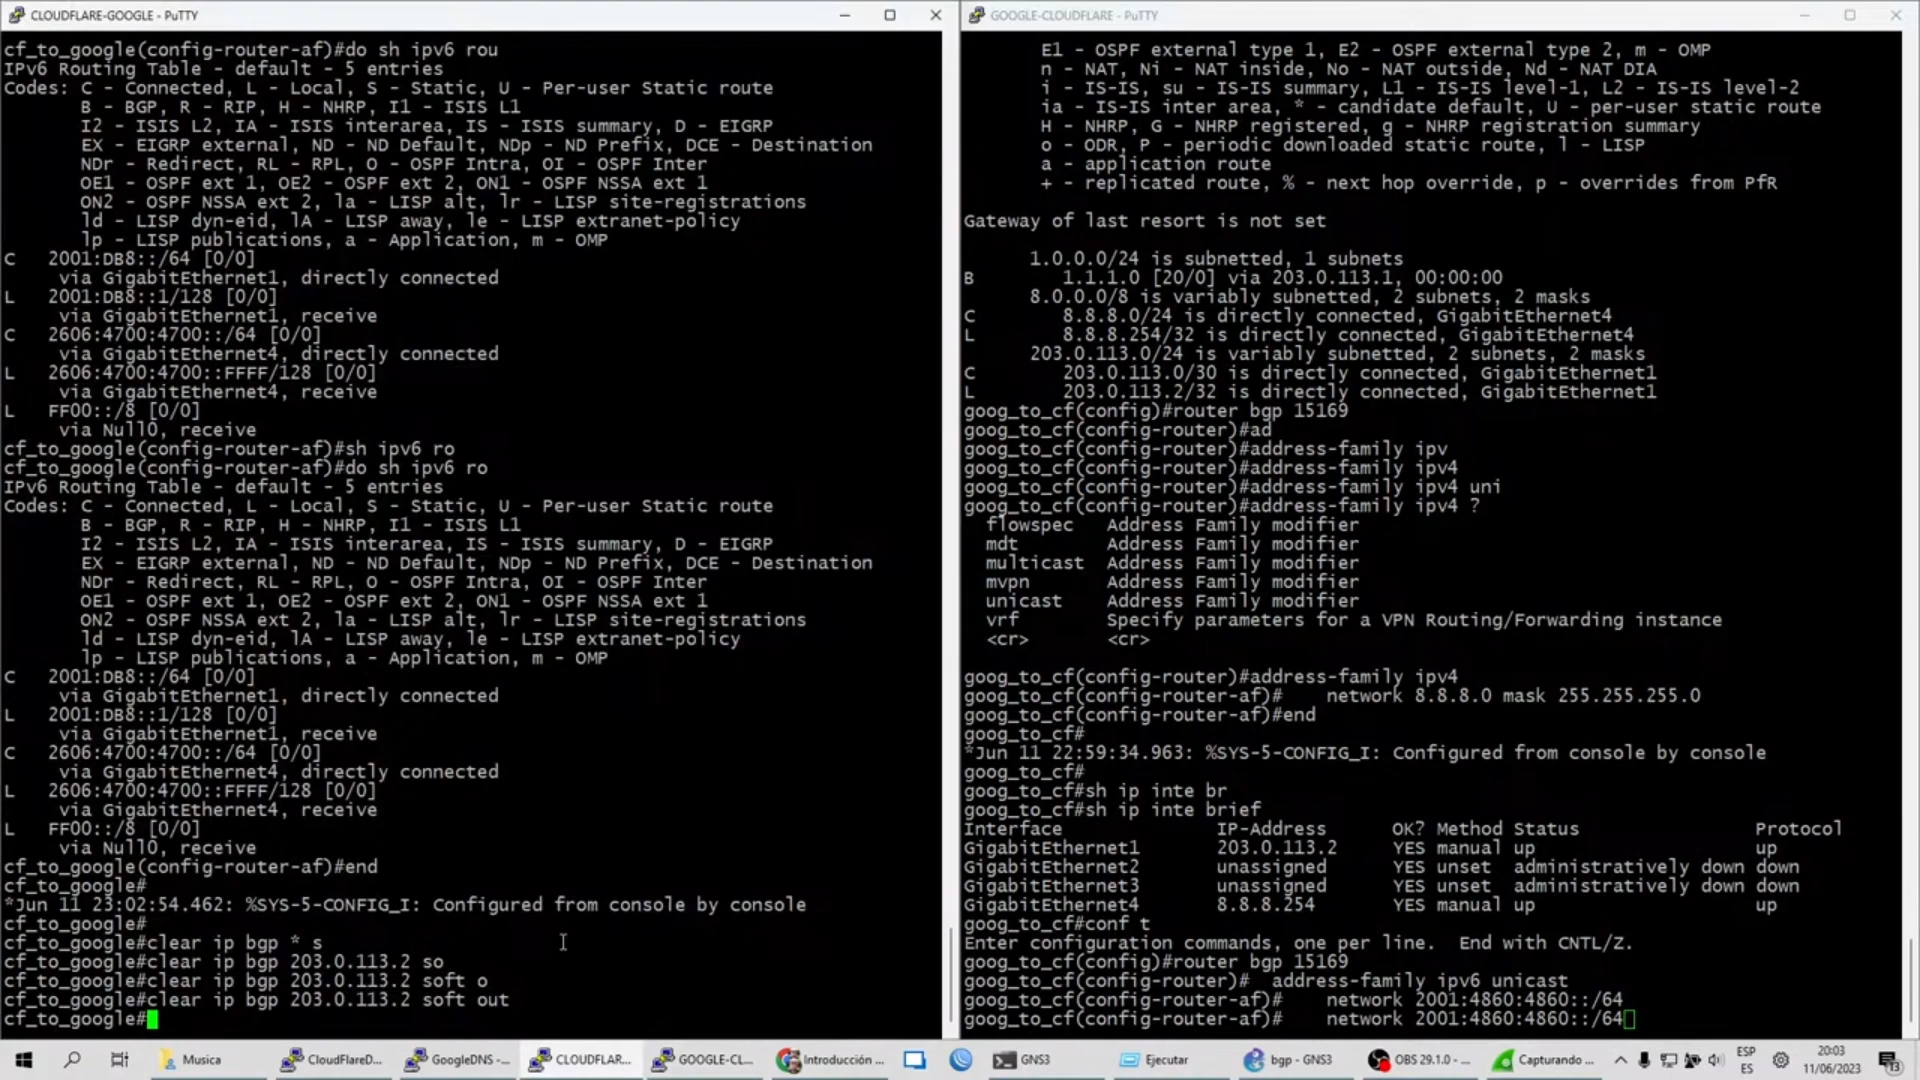 CLOUDFLARE-GOOGLE - PuTTY
cf_to_google(config-router-af)#do sh ipv6 rou
IPv6 Routing Table - default - 5 entries
Codes: C - Connected, L - Local, S - Static, U - Per-user Static route
B - BGP, R - RIP, H - NHRP, I1 - ISIS L1
I2 - ISIS L2, IA - ISIS interarea, IS - ISIS summary, D - EIGRP
EX - EIGRP external, ND - ND Default, NDp - ND Prefix, DCE - Destination
NDr - Redirect, RL - RPL, O - OSPF Intra, OI - OSPF Inter
OE1 - OSPF ext 1, OE2 - OSPF ext 2, ON1 - OSPF NSSA ext 1
ON2 - OSPF NSSA ext 2, la - LISP alt, lr - LISP site-registrations
ld - LISP dyn-eid, lA - LISP away, le - LISP extranet-policy
lp - LISP publications, a - Application, m - OMP
C 2001:DB8::/64 [0/0]
via GigabitEthernet1, directly connected
L 2001:DB8::1/128 [0/0]
via GigabitEthernet1, receive
C 2606:4700:4700::/64 [0/0]
via GigabitEthernet4, directly connected
L 2606:4700:4700::FFFF/128 [0/0]
via GigabitEthernet4, receive
L FF00::/8 [0/0]
via Null0, receive
cf_to_google(config-router-af)#sh ipv6 ro
cf_to_google(config-router-af)#do sh ipv6 ro
IPv6 Routing Table - default - 5 entries
Codes: C - Connected, L - Local, S - Static, U - Per-user Static route
B - BGP, R - RIP, H - NHRP, I1 - ISIS L1
I2 - ISIS L2, IA - ISIS interarea, IS - ISIS summary, D - EIGRP
EX - EIGRP external, ND - ND Default, NDp - ND Prefix, DCE - Destination
NDr - Redirect, RL - RPL, O - OSPF Intra, OI - OSPF Inter
OE1 - OSPF ext 1, OE2 - OSPF ext 2, ON1 - OSPF NSSA ext 1
ON2 - OSPF NSSA ext 2, la - LISP alt, lr - LISP site-registrations
ld - LISP dyn-eid, lA - LISP away, le - LISP extranet-policy
lp - LISP publications, a - Application, m - OMP
C 2001:DB8::/64 [0/0]
via GigabitEthernet1, directly connected
L 2001:DB8::1/128 [0/0]
via GigabitEthernet1, receive
C 2606:4700:4700::/64 [0/0]
via GigabitEthernet4, directly connected
L 2606:4700:4700::FFFF/128 [0/0]
via GigabitEthernet4, receive
L FF00::/8 [0/0]
via Null0, receive
cf_to_google(config-router-af)#end
cf_to_google#
*Jun 11 23:02:54.462: %SYS-5-CONFIG_I: Configured from console by console
cf_to_google#
cf_to_google#clear ip bgp * s
cf_to_google#clear ip bgp 203.0.113.2 so
cf_to_google#clear ip bgp 203.0.113.2 soft o
cf_to_google#clear ip bgp 203.0.113.2 soft out
cf_to_google#
GOOGLE-CLOUDFLARE - PuTTY
E1 - OSPF external type 1, E2 - OSPF external type 2, m - OMP
n - NAT, Ni - NAT inside, No - NAT outside, Nd - NAT DIA
i - IS-IS, su - IS-IS summary, L1 - IS-IS level-1, L2 - IS-IS level-2
ia - IS-IS inter area, * - candidate default, U - per-user static route
H - NHRP, G - NHRP registered, g - NHRP registration summary
o - ODR, P - periodic downloaded static route, l - LISP
a - application route
+ - replicated route, % - next hop override, p - overrides from PfR
Gateway of last resort is not set
1.0.0.0/24 is subnetted, 1 subnets
B 1.1.1.0 [20/0] via 203.0.113.1, 00:00:00
8.0.0.0/8 is variably subnetted, 2 subnets, 2 masks
C 8.8.8.0/24 is directly connected, GigabitEthernet4
L 8.8.8.254/32 is directly connected, GigabitEthernet4
203.0.113.0/24 is variably subnetted, 2 subnets, 2 masks
C 203.0.113.0/30 is directly connected, GigabitEthernet1
L 203.0.113.2/32 is directly connected, GigabitEthernet1
goog_to_cf(config)#router bgp 15169
goog_to_cf(config-router)#ad
goog_to_cf(config-router)#address-family ipv
goog_to_cf(config-router)#address-family ipv4
goog_to_cf(config-router)#address-family ipv4 uni
goog_to_cf(config-router)#address-family ipv4 ?
flowspec Address Family modifier
mdt Address Family modifier
multicast Address Family modifier
mvpn Address Family modifier
unicast Address Family modifier
vrf Specify parameters for a VPN Routing/Forwarding instance
<cr> <cr>
goog_to_cf(config-router)#address-family ipv4
goog_to_cf(config-router-af)# network 8.8.8.0 mask 255.255.255.0
goog_to_cf(config-router-af)#end
goog_to_cf#
*Jun 11 22:59:34.963: %SYS-5-CONFIG_I: Configured from console by console
goog_to_cf#
goog_to_cf#sh ip inte br
goog_to_cf#sh ip inte brief
Interface IP-Address OK? Method Status Protocol
GigabitEthernet1 203.0.113.2 YES manual up up
GigabitEthernet2 unassigned YES unset administratively down down
GigabitEthernet3 unassigned YES unset administratively down down
GigabitEthernet4 8.8.8.254 YES manual up up
goog_to_cf#conf t
Enter configuration commands, one per line. End with CNTL/Z.
goog_to_cf(config)#router bgp 15169
goog_to_cf(config-router)# address-family ipv6 unicast
goog_to_cf(config-router-af)# network 2001:4860:4860::/64
goog_to_cf(config-router-af)# network 2001:4860:4860::/64
Musica
CloudFlareD...
GoogleDNS -...
CLOUDFLAR...
GOOGLE-CL...
Introducción ...
GNS3
Ejecutar
bgp - GNS3
OBS 29.1.0 - ...
Capturando ...
ESP
ES
20:03
11/06/2023
13